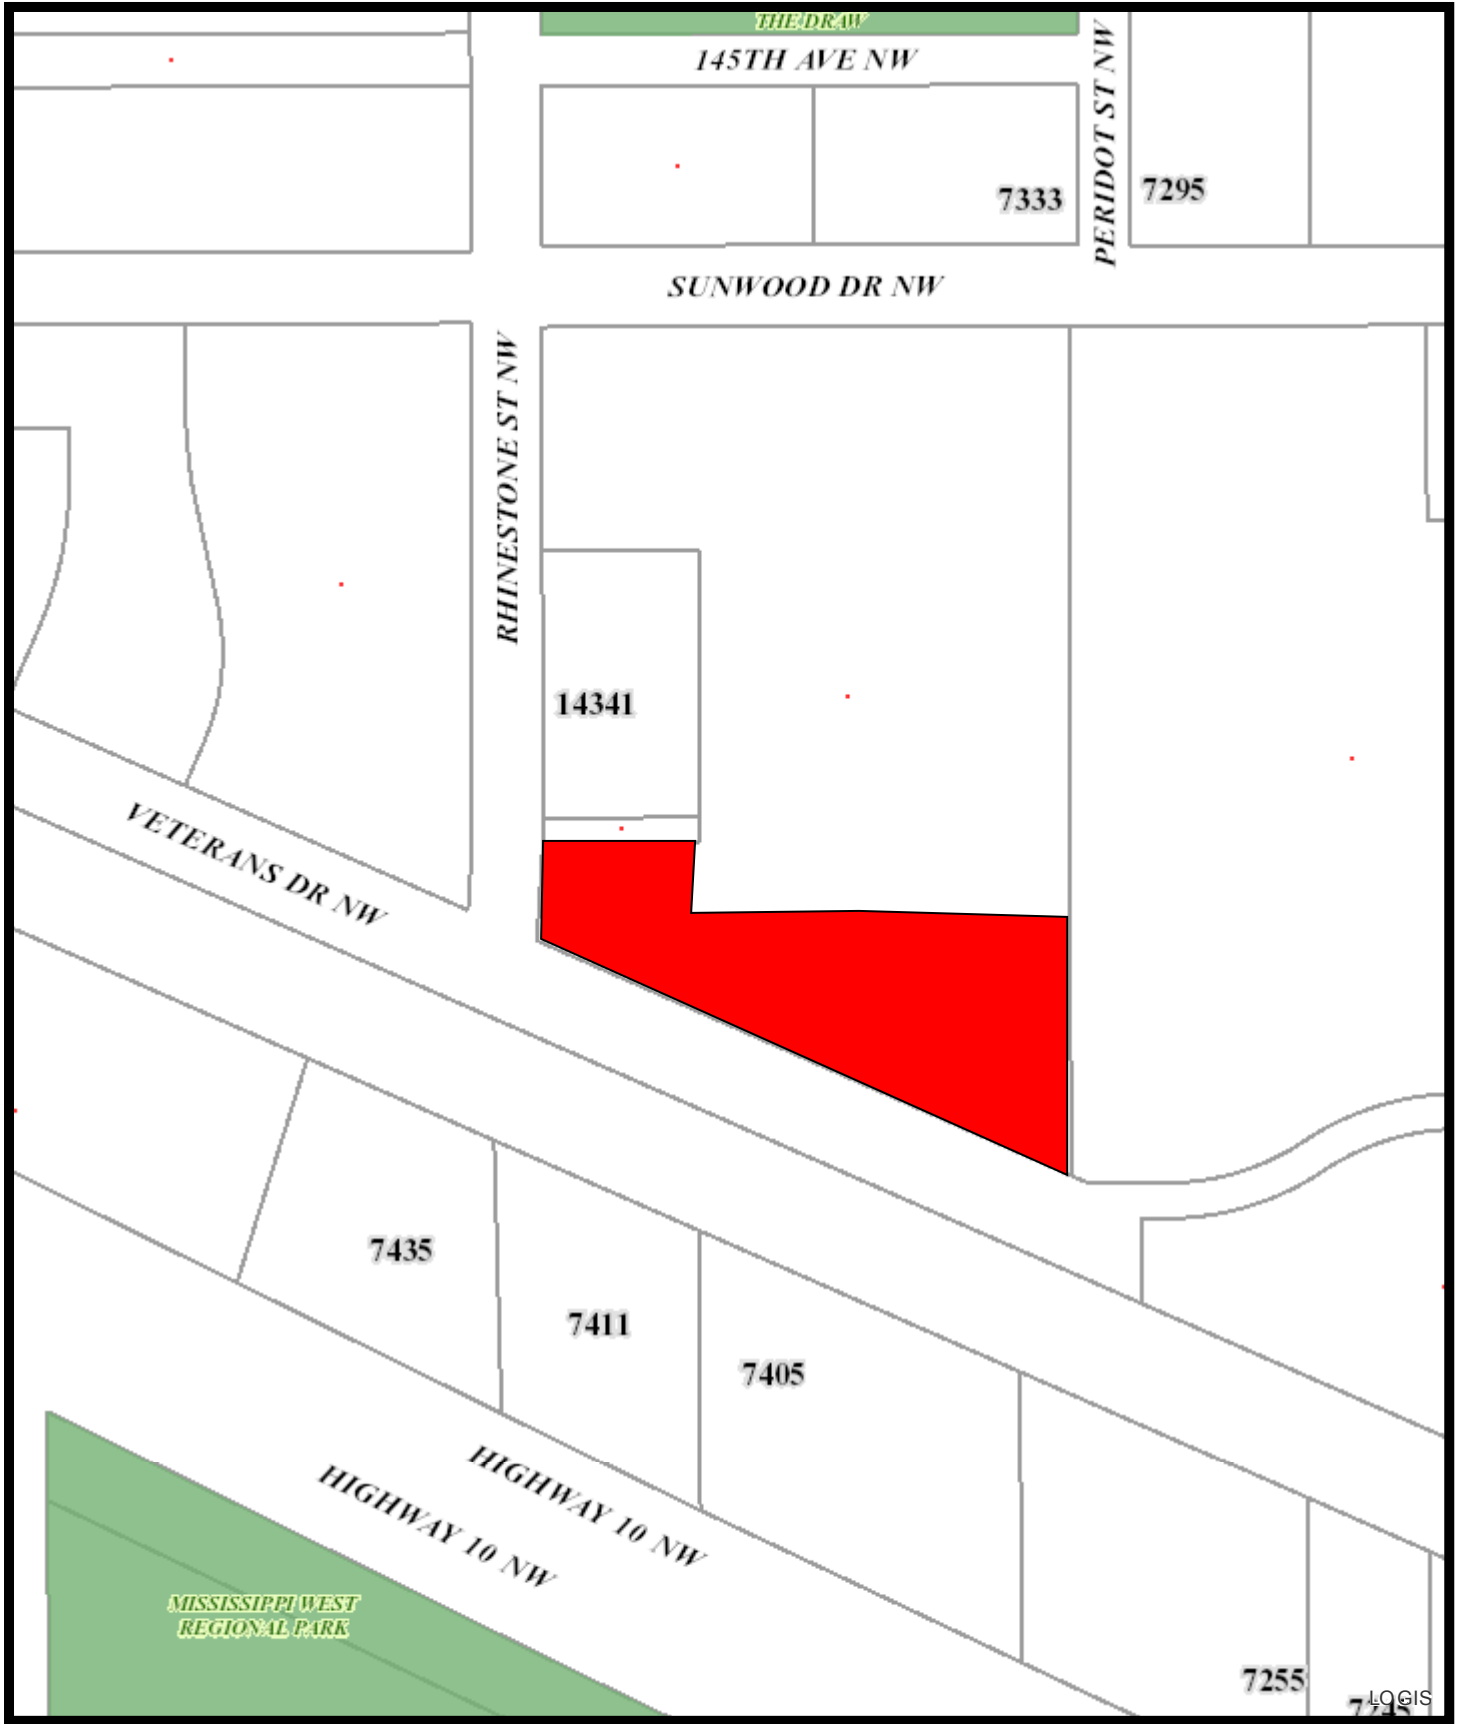 THE DRAW
145TH AVE NW
PERIDOT ST NW
7333
7295
SUNWOOD DR NW
RHINESTONE ST NW
14341
VETERANS DR NW
7435
7411
7405
HIGHWAY 10 NW
HIGHWAY 10 NW
MISSISSIPPI WEST
REGIONAL PARK
7255
7245
LOGIS